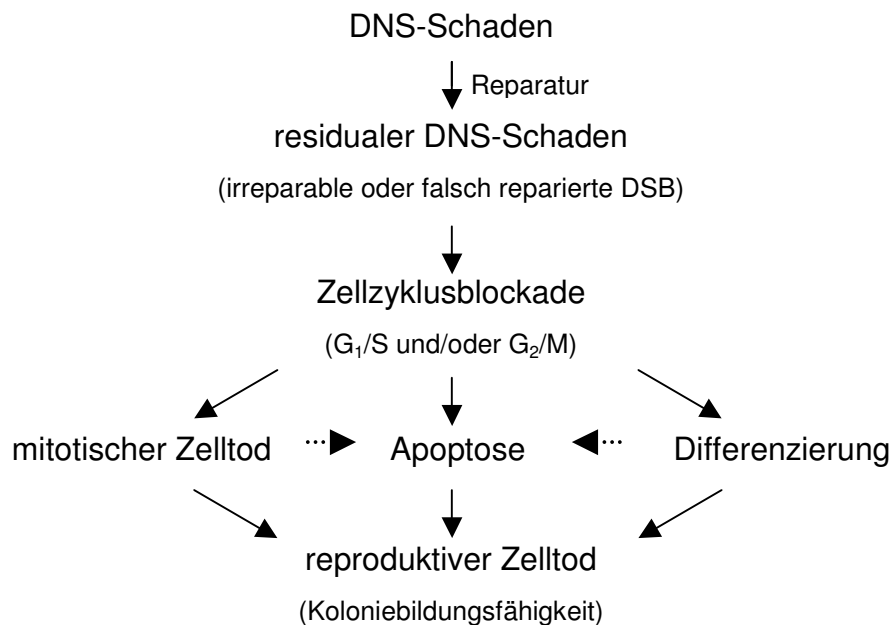 DNS-Schaden
Reparatur
residualer DNS-Schaden
(irreparable oder falsch reparierte DSB)
Zellzyklusblockade
(G₁/S und/oder G₂/M)
mitotischer Zelltod ··· Apoptose ··· Differenzierung
reproduktiver Zelltod
(Koloniebildungsfähigkeit)